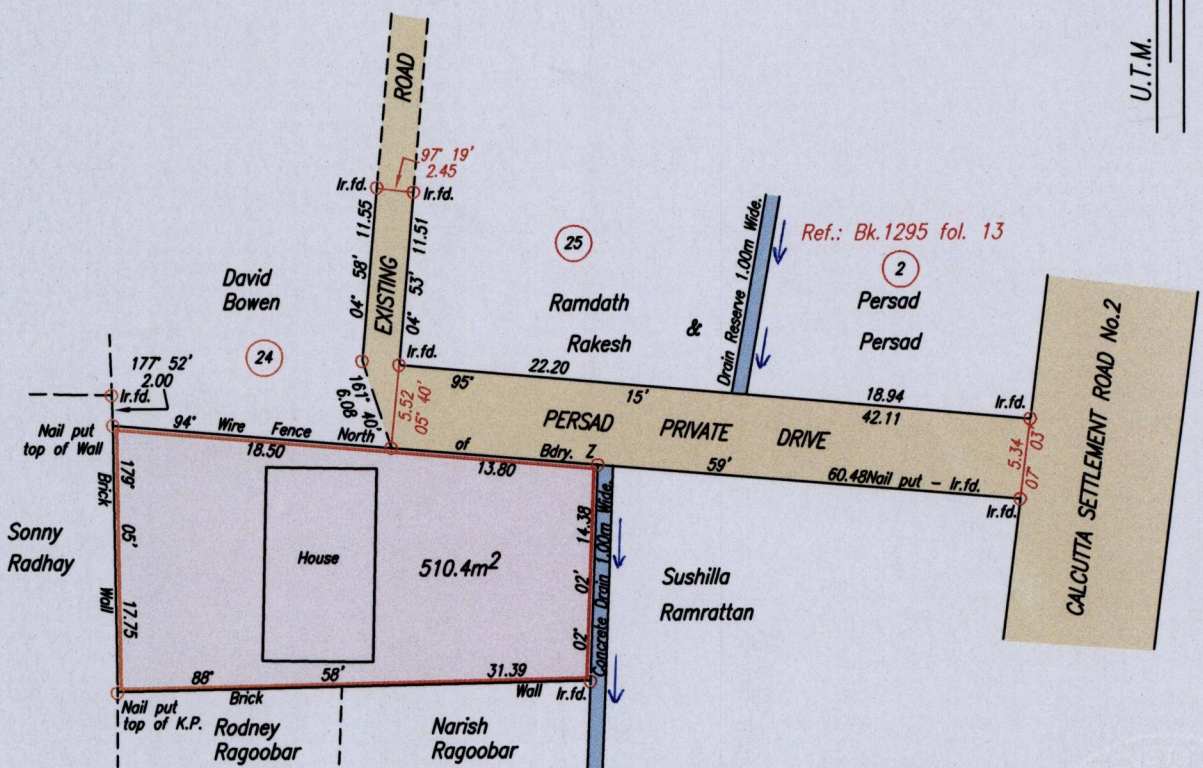 U.T.M.
ROAD
97° 19'
2.45
Ir.fd.
Ir.fd.
11.55
04° 58'
11.51
04° 53'
EXISTING
25
Ref.: Bk.1295 fol. 13
2
Drain Reserve 1.00m Wide.
David
Bowen
24
Ramdath
Rakesh
&
Persad
Persad
177° 52'
2.00
Ir.fd.
Ir.fd.
161° 40'
6.08
5.52
05° 40'
22.20
95° 15'
18.94
42.11
Ir.fd.
PERSAD PRIVATE DRIVE
5.34
07° 03'
CALCUTTA SETTLEMENT ROAD No.2
Nail put
top of Wall
94° Wire Fence North of Bdry. Z
18.50
13.80
59'
60.48 Nail put - Ir.fd.
Ir.fd.
Brick Wall
179° 05' 17.75
Sonny
Radhay
House
510.4m²
14.38
02° 02'
Concrete Drain 1.00m Wide.
Sushilla
Ramrattan
88° 58' 31.39
Brick Wall
Ir.fd.
Nail put
top of K.P.
Rodney
Ragoobar
Narish
Ragoobar